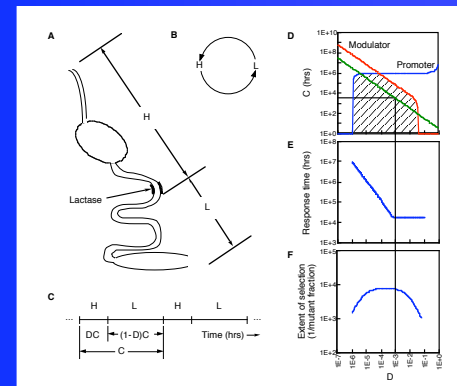 A
B
H
L
H
L
Lactase
C
H
L
H
L
...
...
DC
(1-D)C
Time (hrs)
C
D
C (hrs)
1E+10
1E+8
1E+6
1E+4
1E+2
1E+0
Modulator
Promoter
E
Response time (hrs)
1E+8
1E+7
1E+6
1E+5
1E+4
1E+3
F
Extent of selection
(1/mutant fraction)
1E+5
1E+4
1E+3
1E+2
1E-7
1E-6
1E-5
1E-4
1E-3
1E-2
1E-1
1E+0
D